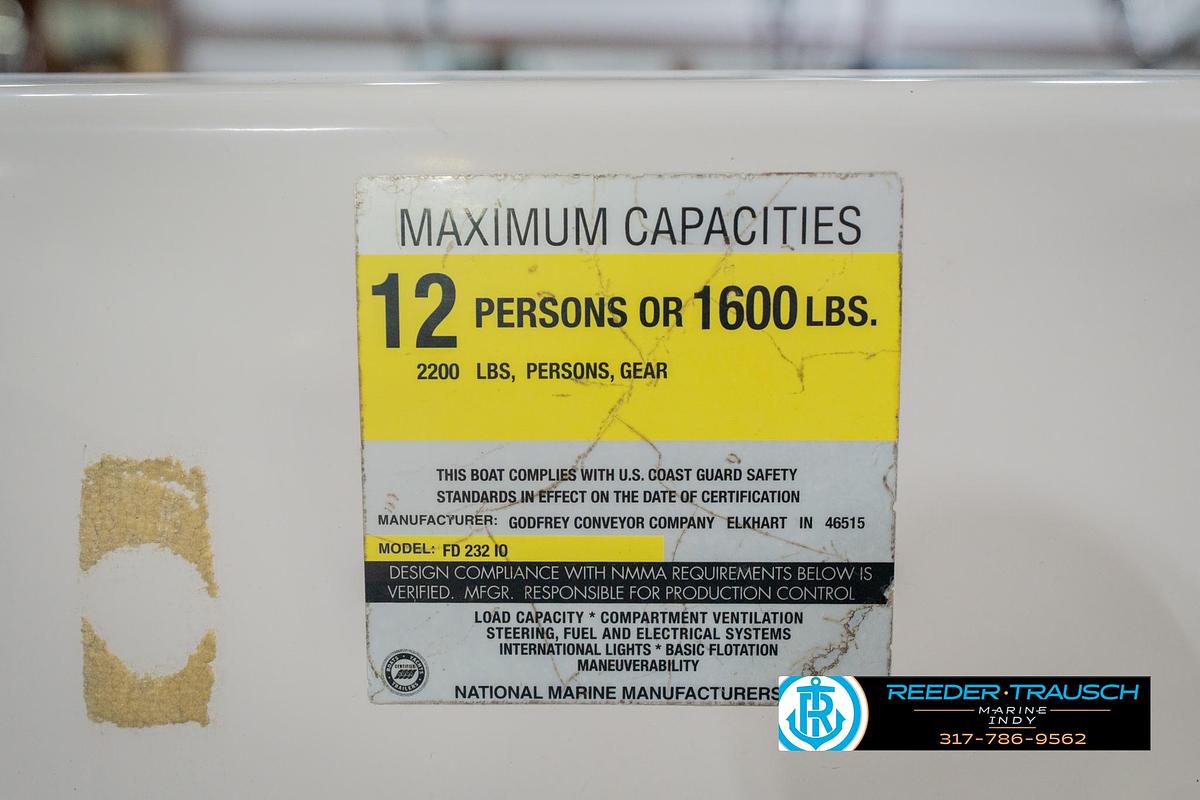 MAXIMUM CAPACITIES
12 PERSONS OR 1600 LBS.
2200 LBS, PERSONS, GEAR
THIS BOAT COMPLIES WITH U.S. COAST GUARD SAFETY
STANDARDS IN EFFECT ON THE DATE OF CERTIFICATION
MANUFACTURER: GODFREY CONVEYOR COMPANY ELKHART IN 46515
MODEL: FD 232 IO
DESIGN COMPLIANCE WITH NMMA REQUIREMENTS BELOW IS
VERIFIED. MFGR. RESPONSIBLE FOR PRODUCTION CONTROL
LOAD CAPACITY * COMPARTMENT VENTILATION
STEERING, FUEL AND ELECTRICAL SYSTEMS
INTERNATIONAL LIGHTS * BASIC FLOTATION
MANEUVERABILITY
NATIONAL MARINE MANUFACTURERS
REEDER·TRAUSCH
MARINE
INDY
317-786-9562